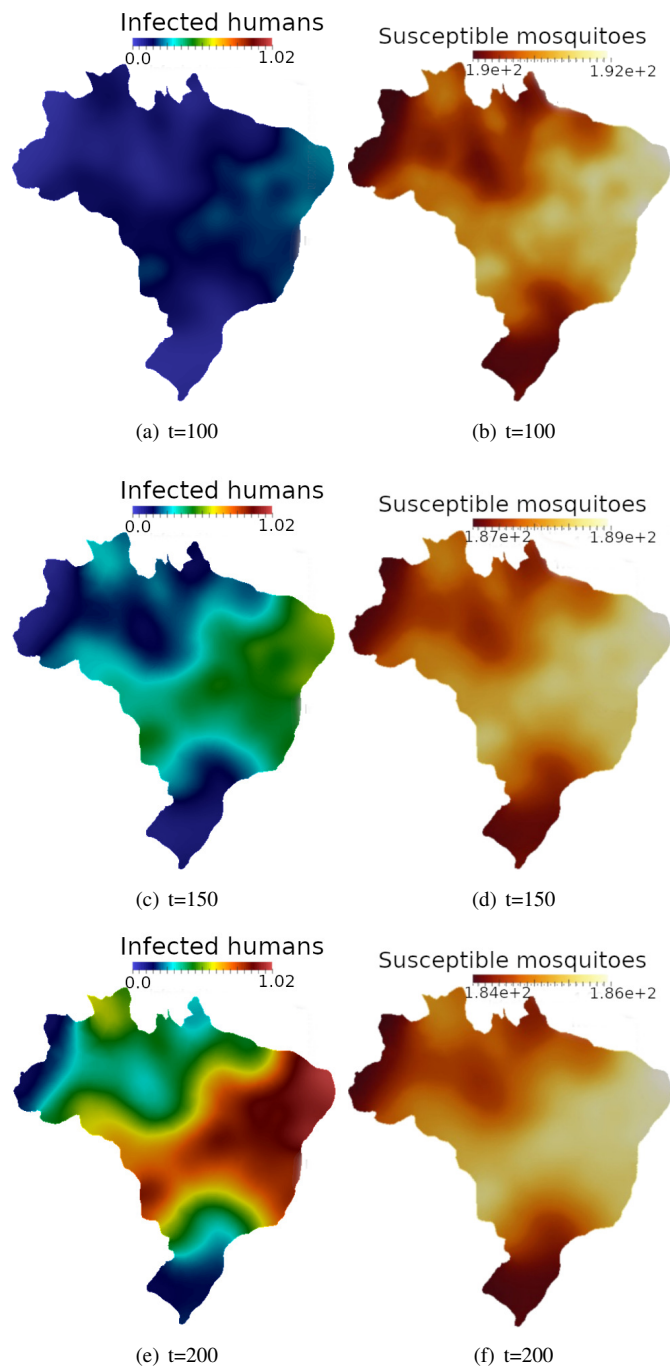 Infected humans
0.0 1.02
Susceptible mosquitoes
1.9e+2 1.92e+2
(a) t=100
(b) t=100
Infected humans
0.0 1.02
Susceptible mosquitoes
1.87e+2 1.89e+2
(c) t=150
(d) t=150
Infected humans
0.0 1.02
Susceptible mosquitoes
1.84e+2 1.86e+2
(e) t=200
(f) t=200